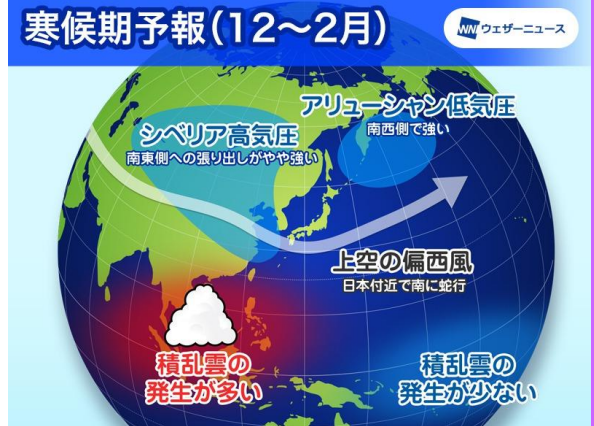 寒候期予報(12〜2月)
ウェザーニュース
アリューシャン低気圧
南西側で強い
シベリア高気圧
南東側への張り出しがやや強い
上空の偏西風
日本付近で南に蛇行
積乱雲の
発生が多い
積乱雲の
発生が少ない